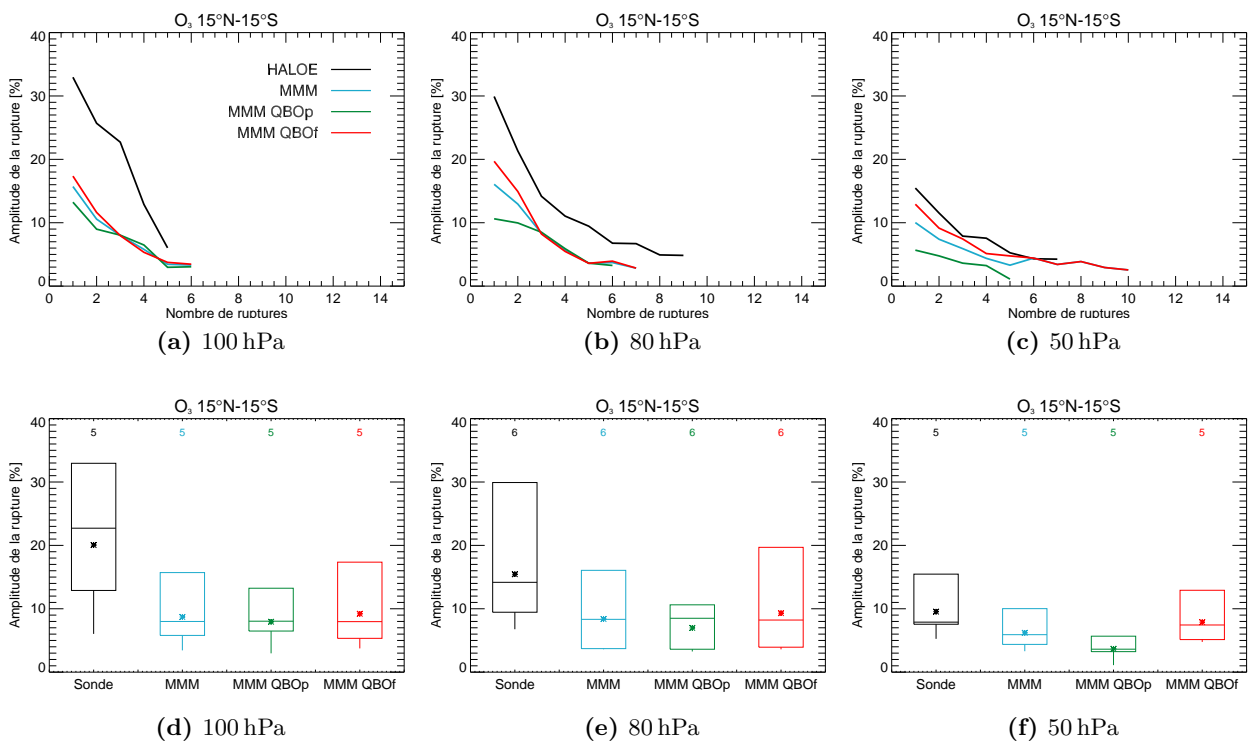 O₃ 15°N-15°S
O₃ 15°N-15°S
O₃ 15°N-15°S
Amplitude de la rupture [%]
40
30
20
10
0
HALOE
MMM
MMM QBOp
MMM QBOf
0 2 4 6 8 10 12 14
Nombre de ruptures
(a) 100 hPa
Amplitude de la rupture [%]
40
30
20
10
0
0 2 4 6 8 10 12 14
Nombre de ruptures
(b) 80 hPa
Amplitude de la rupture [%]
40
30
20
10
0
0 2 4 6 8 10 12 14
Nombre de ruptures
(c) 50 hPa
O₃ 15°N-15°S
Amplitude de la rupture [%]
40
30
20
10
0
5 5 5 5
Sonde MMM MMM QBOp MMM QBOf
(d) 100 hPa
O₃ 15°N-15°S
Amplitude de la rupture [%]
40
30
20
10
0
6 6 6 6
Sonde MMM MMM QBOp MMM QBOf
(e) 80 hPa
O₃ 15°N-15°S
Amplitude de la rupture [%]
40
30
20
10
0
5 5 5 5
Sonde MMM MMM QBOp MMM QBOf
(f) 50 hPa